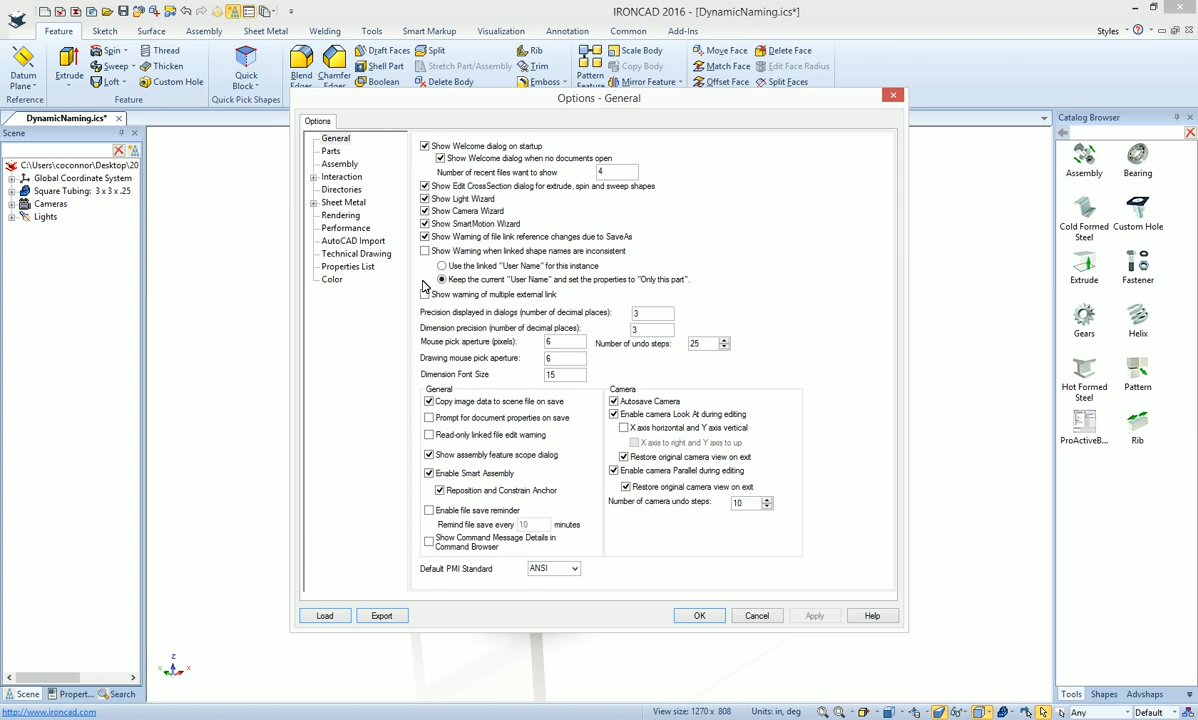 IRONCAD 2016 - [DynamicNaming.ics*]
Feature Sketch Surface Assembly Sheet Metal Welding Tools Smart Markup Visualization Annotation Common Add-Ins Styles
Datum Plane
Extrude
Spin
Sweep
Loft
Thread
Thicken
Custom Hole
Quick Block
Blend Edges
Chamfer Edges
Draft Faces
Shell Part
Boolean
Split
Stretch Part/Assembly
Delete Body
Rib
Trim
Emboss
Pattern Feature
Scale Body
Copy Body
Mirror Feature
Move Face
Match Face
Offset Face
Delete Face
Edit Face Radius
Split Faces
Reference Feature Quick Pick Shapes
DynamicNaming.ics*
Scene
C:\Users\coconnor\Desktop\20
Global Coordinate System
Square Tubing: 3 x 3 x .25
Cameras
Lights
Options - General
Options
General
Parts
Assembly
Interaction
Directories
Sheet Metal
Rendering
Performance
AutoCAD Import
Technical Drawing
Properties List
Color
Show Welcome dialog on startup
Show Welcome dialog when no documents open
Number of recent files want to show 4
Show Edit CrossSection dialog for extrude, spin and sweep shapes
Show Light Wizard
Show Camera Wizard
Show SmartMotion Wizard
Show Warning of file link reference changes due to SaveAs
Show Warning when linked shape names are inconsistent
Use the linked "User Name" for this instance
Keep the current "User Name" and set the properties to "Only this part".
Show warning of multiple external link
Precision displayed in dialogs (number of decimal places): 3
Dimension precision (number of decimal places): 3
Mouse pick aperture (pixels): 6 Number of undo steps: 25
Drawing mouse pick aperture: 6
Dimension Font Size 15
General
Copy image data to scene file on save
Prompt for document properties on save
Read-only linked file edit warning
Show assembly feature scope dialog
Enable Smart Assembly
Reposition and Constrain Anchor
Enable file save reminder
Remind file save every 10 minutes
Show Command Message Details in
Command Browser
Camera
Autosave Camera
Enable camera Look At during editing
X axis horizontal and Y axis vertical
X axis to right and Y axis to up
Restore original camera view on exit
Enable camera Parallel during editing
Restore original camera view on exit
Number of camera undo steps: 10
Default PMI Standard ANSI
Load Export OK Cancel Apply Help
Catalog Browser
Assembly Bearing
Cold Formed Steel Custom Hole
Extrude Fastener
Gears Helix
Hot Formed Steel Pattern
ProActiveB... Rib
Z
Y X
Scene Propert... Search
Tools Shapes Advshaps
http://www.ironcad.com View size: 1270 x 808 Units: in, deg Any Default